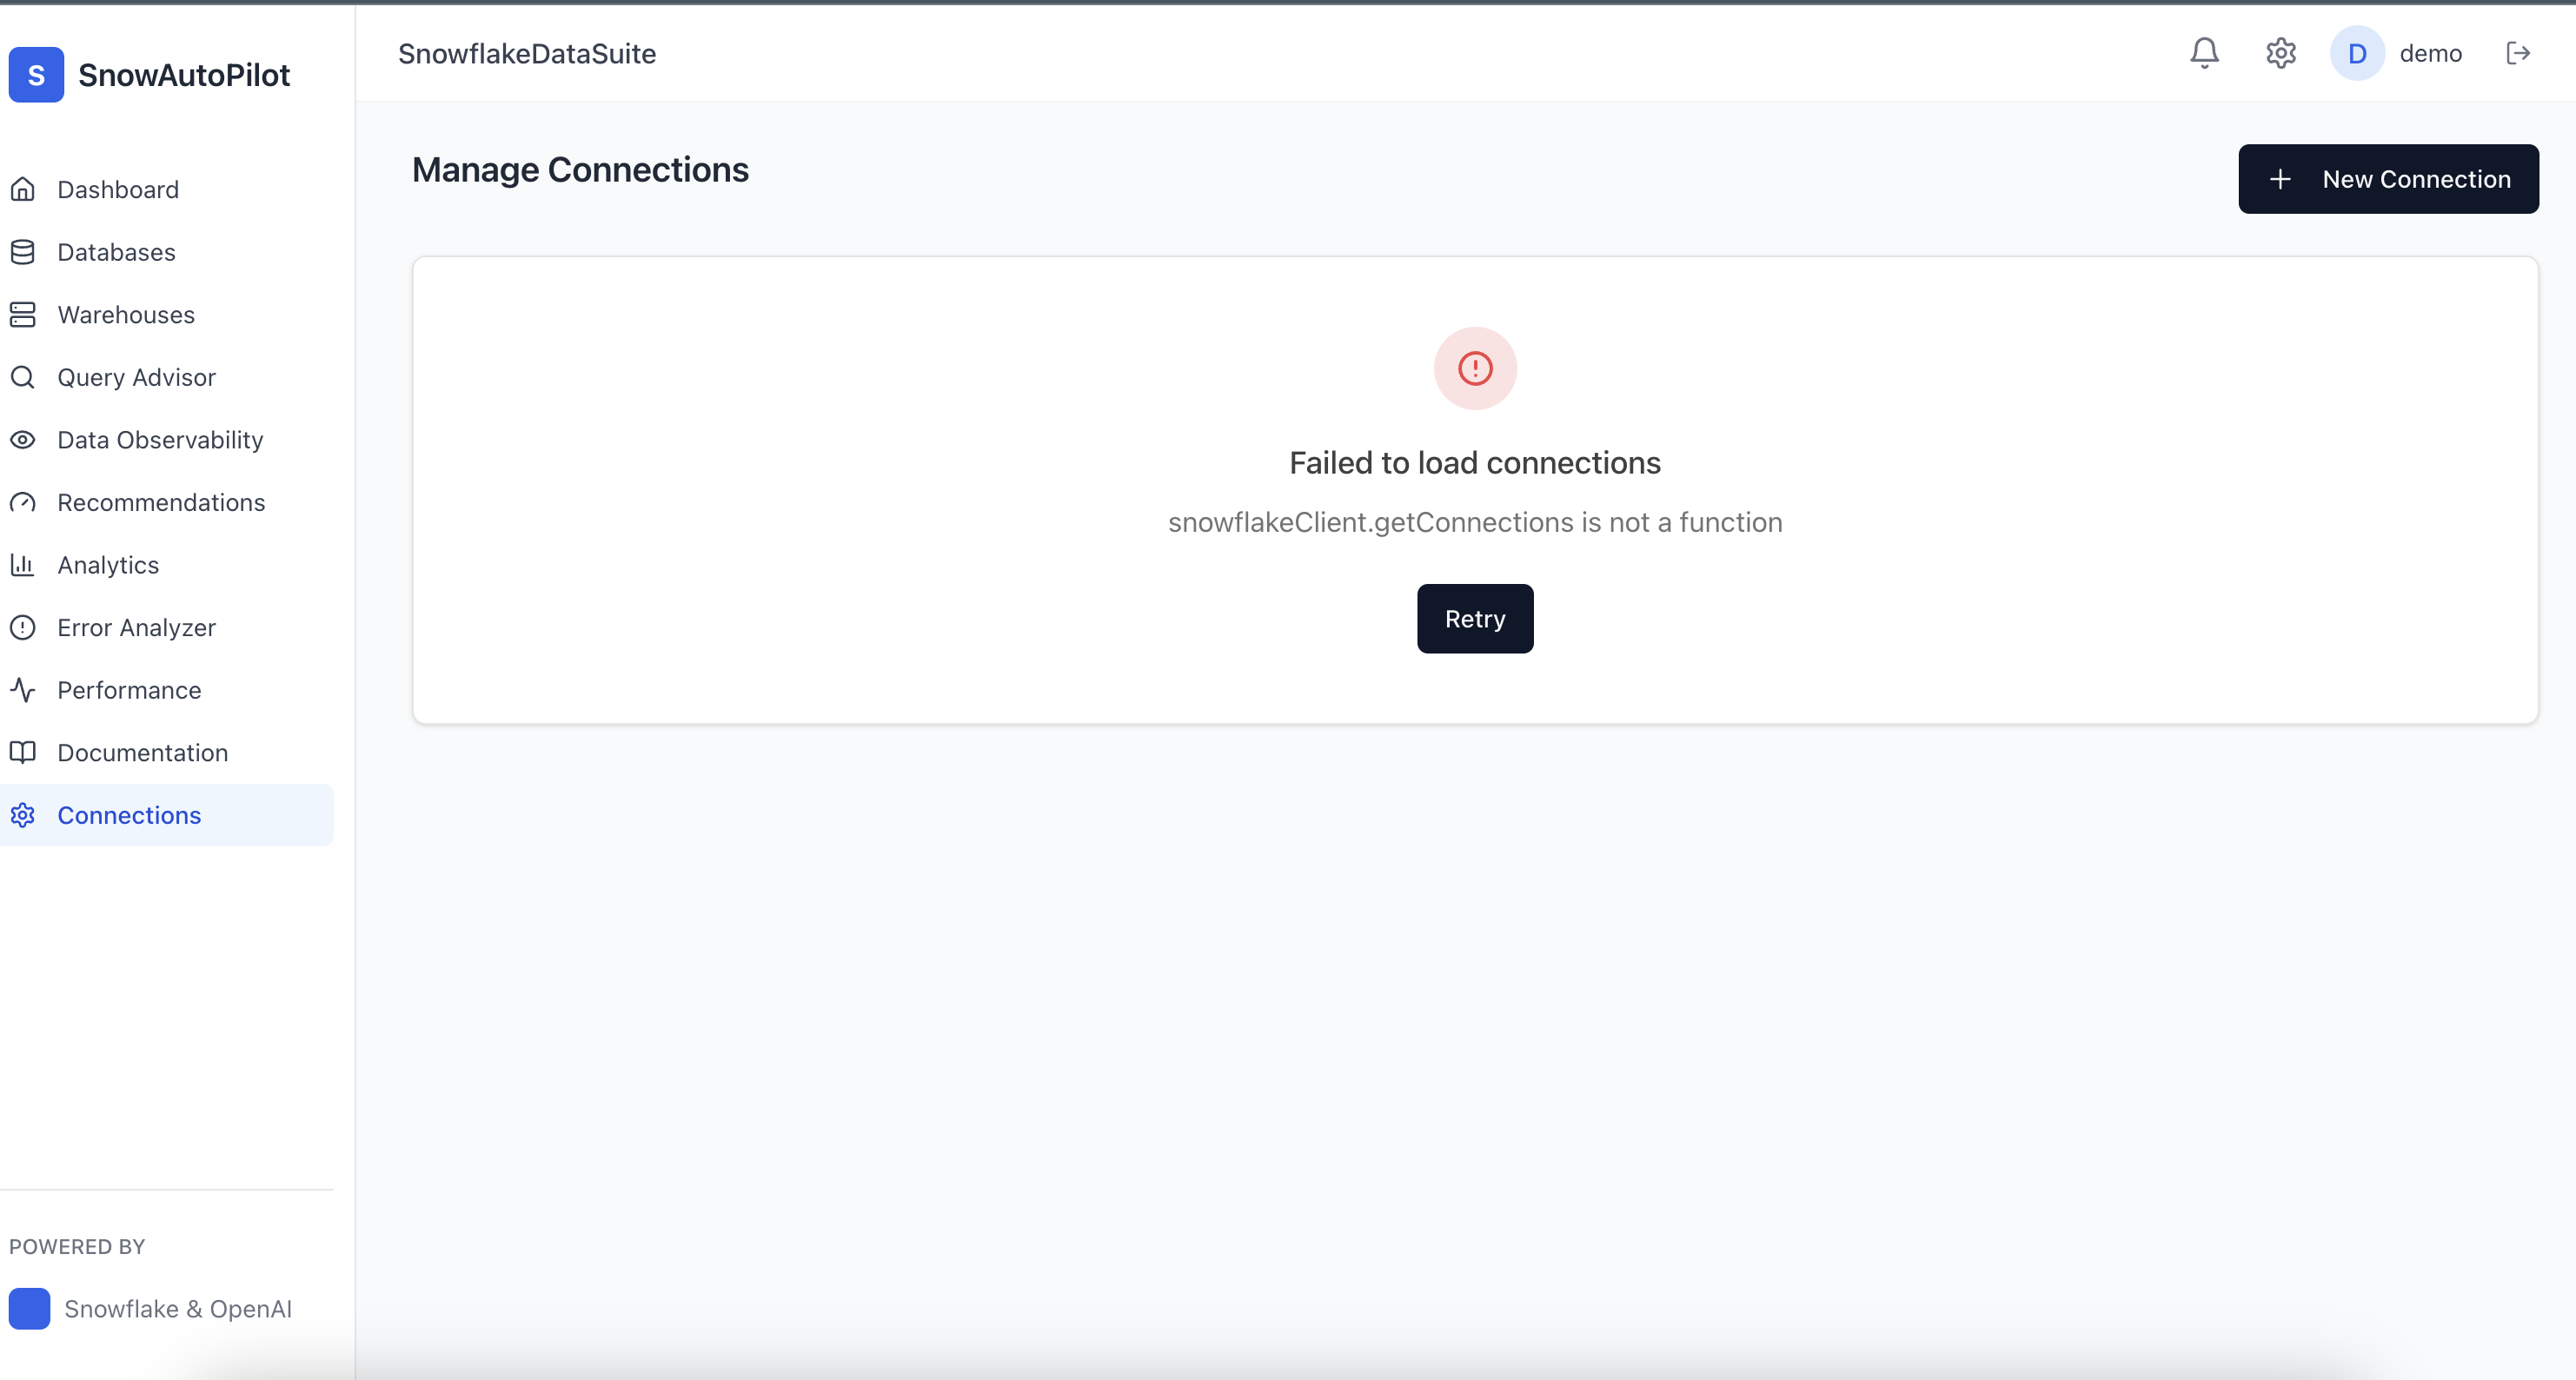 S
SnowAutoPilot
Dashboard
Databases
Warehouses
Query Advisor
Data Observability
Recommendations
Analytics
Error Analyzer
Performance
Documentation
Connections
POWERED BY
Snowflake & OpenAI
SnowflakeDataSuite
D
demo
Manage Connections
New Connection
Failed to load connections
snowflakeClient.getConnections is not a function
Retry